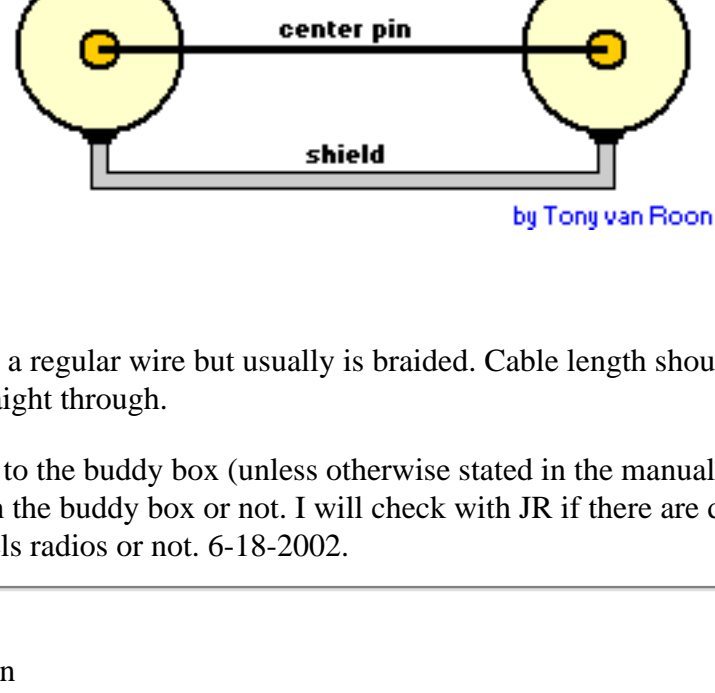 center pin
shield
by Tony van Roon
a regular wire but usually is braided. Cable length shou
ight through.
to the buddy box (unless otherwise stated in the manual
the buddy box or not. I will check with JR if there are
ls radios or not. 6-18-2002.